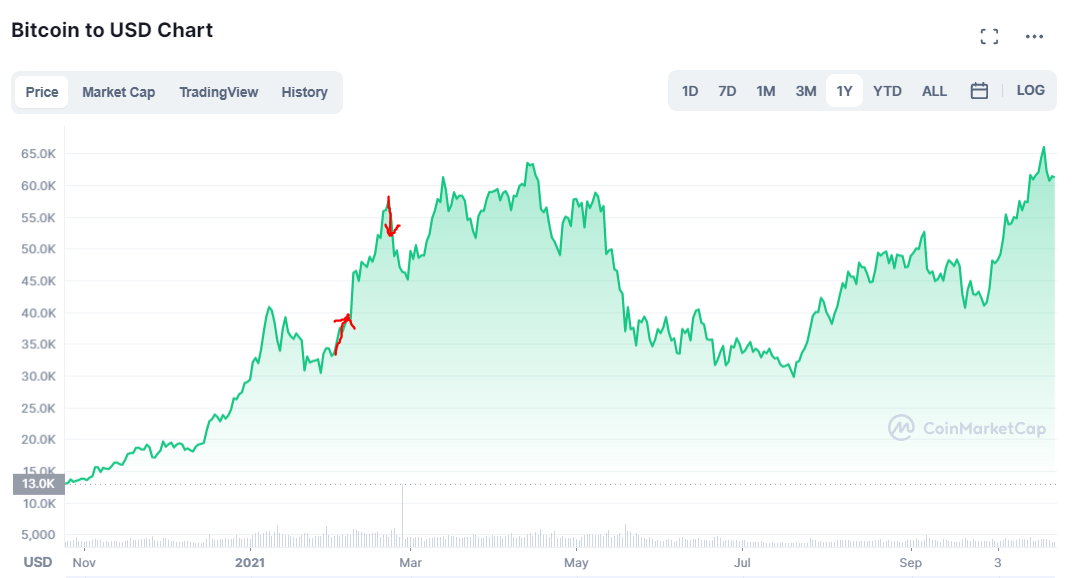 Bitcoin to USD Chart
Price Market Cap TradingView History
1D 7D 1M 3M 1Y YTD ALL LOG
65.0K
60.0K
55.0K
50.0K
45.0K
40.0K
35.0K
30.0K
25.0K
20.0K
15.0K
13.0K
10.0K
5,000
CoinMarketCap
USD Nov 2021 Mar May Jul Sep 3